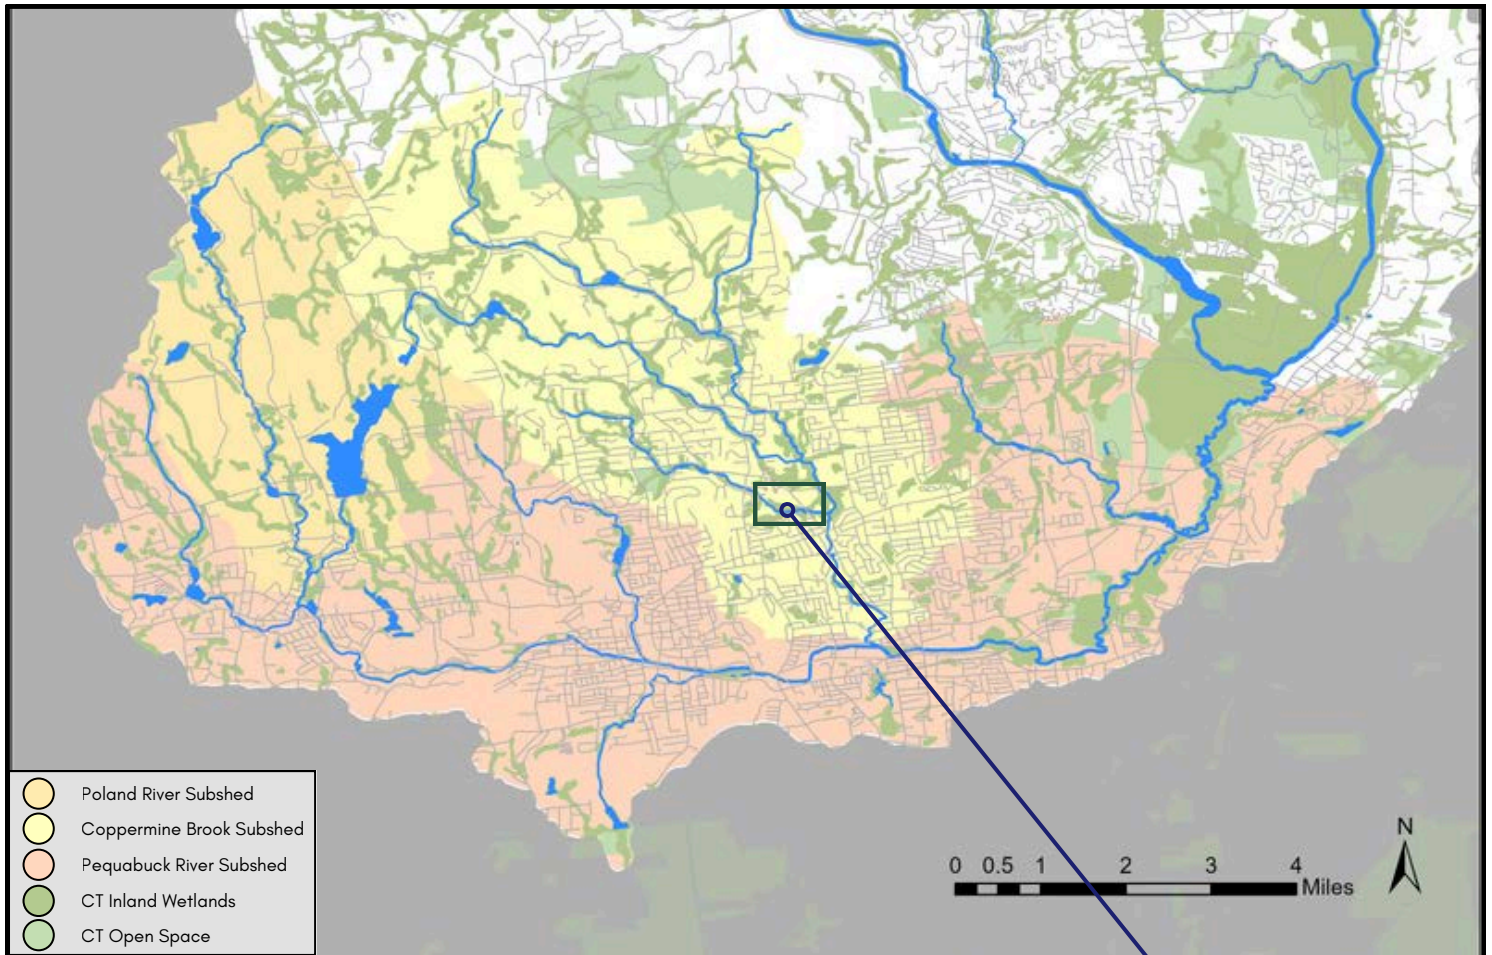 Poland River Subshed
Coppermine Brook Subshed
Pequabuck River Subshed
CT Inland Wetlands
CT Open Space
N
0 0.5 1 2 3 4
Miles